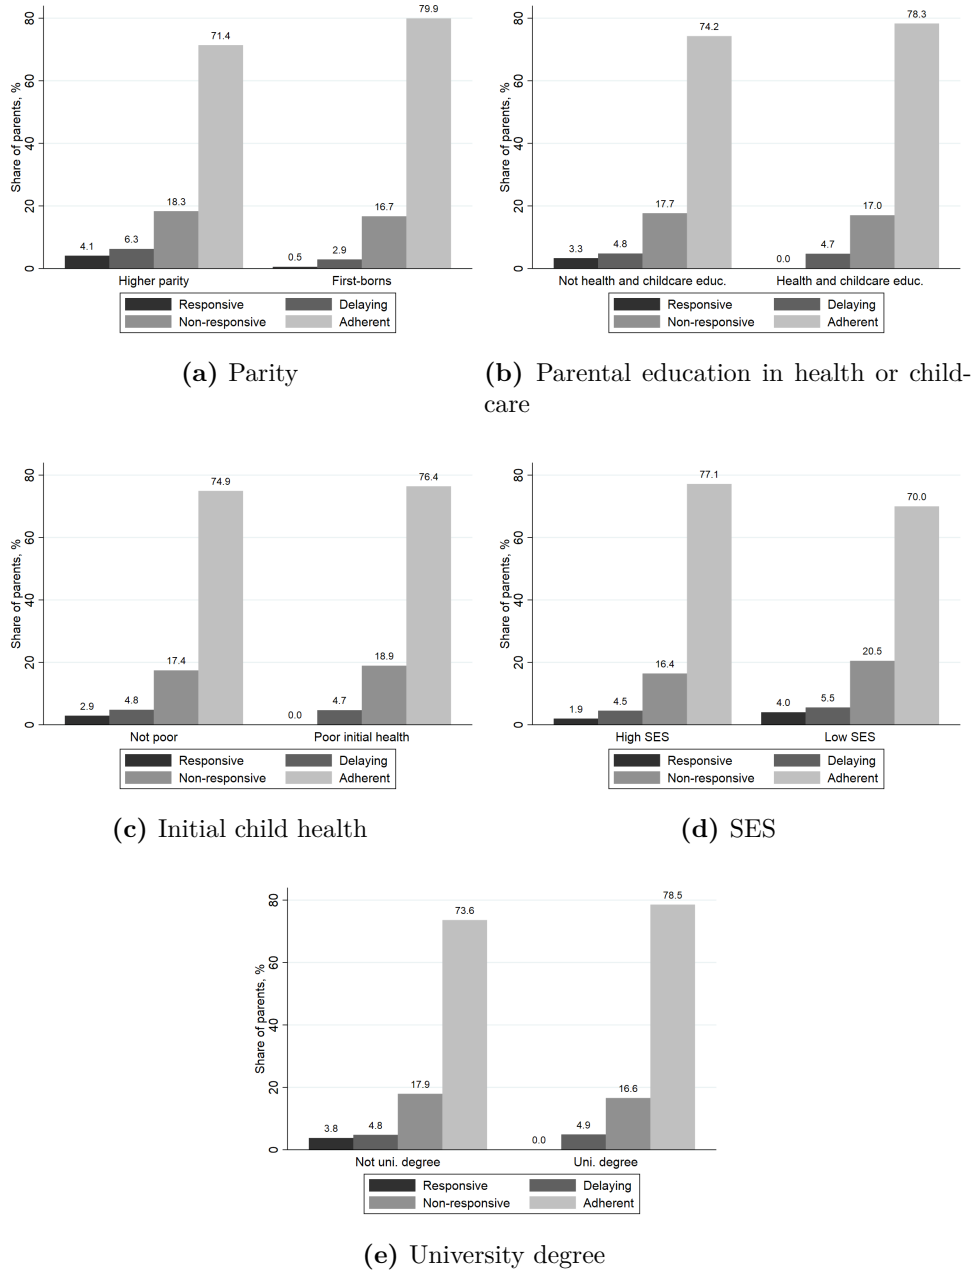 Share of parents, %
0 20 40 60 80
4.1 6.3 18.3 71.4 0.5 2.9 16.7 79.9
Higher parity First-borns
Responsive Delaying
Non-responsive Adherent
(a) Parity
Share of parents, %
0 20 40 60 80
3.3 4.8 17.7 74.2 0.0 4.7 17.0 78.3
Not health and childcare educ. Health and childcare educ.
Responsive Delaying
Non-responsive Adherent
(b) Parental education in health or child-
care
Share of parents, %
0 20 40 60 80
2.9 4.8 17.4 74.9 0.0 4.7 18.9 76.4
Not poor Poor initial health
Responsive Delaying
Non-responsive Adherent
(c) Initial child health
Share of parents, %
0 20 40 60 80
1.9 4.5 16.4 77.1 4.0 5.5 20.5 70.0
High SES Low SES
Responsive Delaying
Non-responsive Adherent
(d) SES
Share of parents, %
0 20 40 60 80
3.8 4.8 17.9 73.6 0.0 4.9 16.6 78.5
Not uni. degree Uni. degree
Responsive Delaying
Non-responsive Adherent
(e) University degree